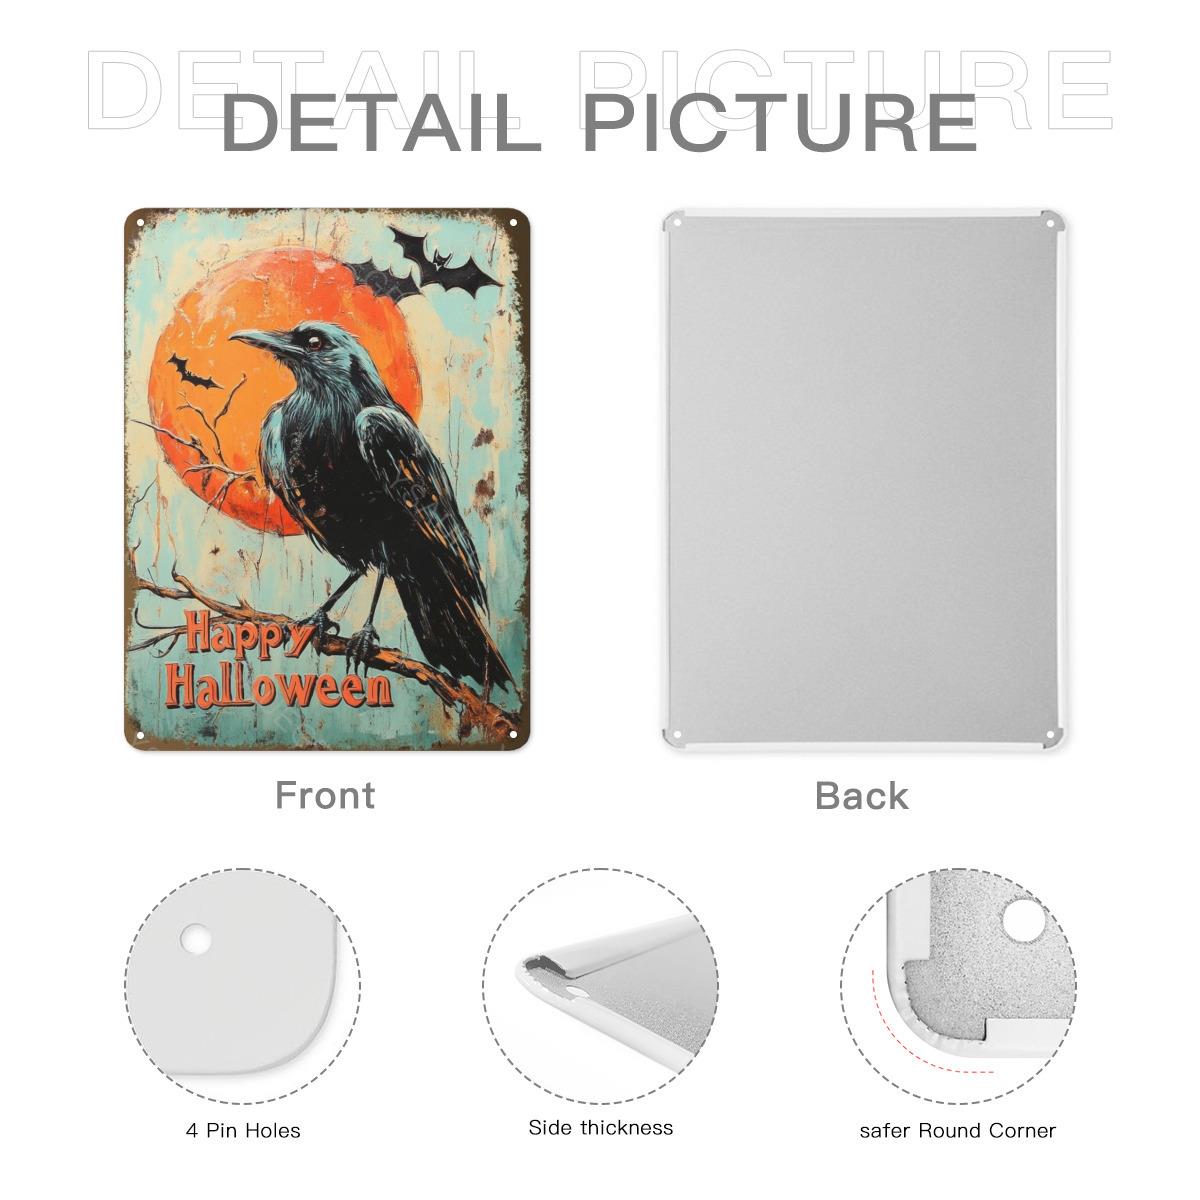 DETAIL PICTURE
DETAIL PICTURE
Happy
Halloween
Front
Back
4 Pin Holes
Side thickness
safer Round Corner